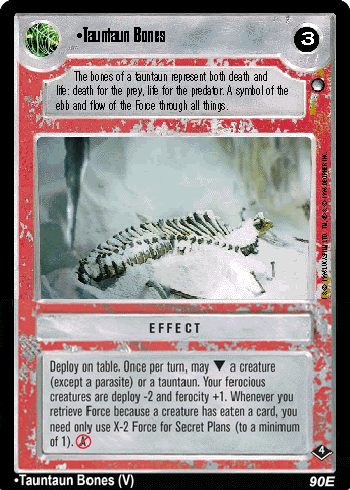 •Tauntaun Bones
3
The bones of a tauntaun represent both death and
life: death for the prey, life for the predator. A symbol of the
ebb and flow of the Force through all things.
EFFECT
Deploy on table. Once per turn, may ▼ a creature
(except a parasite) or a tauntaun. Your ferocious
creatures are deploy -2 and ferocity +1. Whenever you
retrieve Force because a creature has eaten a card, you
need only use X-2 Force for Secret Plans (to a minimum
of 1).
4
•Tauntaun Bones (V)
90E